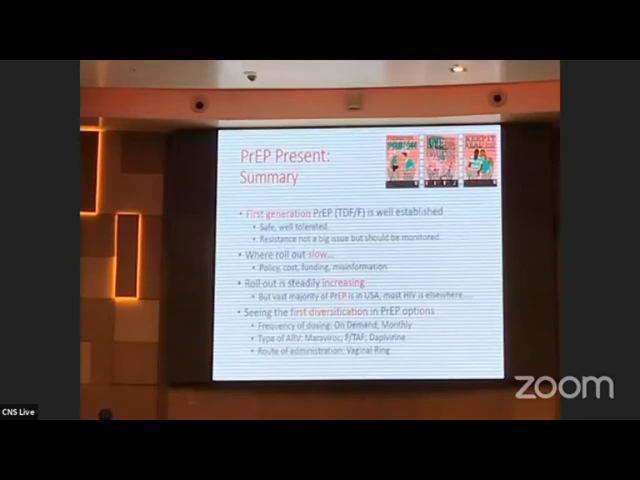 PrEP Present:
Summary
• First generation PrEP (TDF/F) is well established
• Safe, well tolerated
• Resistance not a big issue but should be monitored
• Where roll out slow…
• Policy, cost, funding, misinformation
• Roll out is steadily increasing
• But vast majority of PrEP is in USA, most HIV is elsewhere….
• Seeing the first diversification in PrEP options
• Frequency of dosing: On Demand, Monthly
• Type of ARV: Maraviroc, F/TAF, Dapivirine
• Route of administration: Vaginal Ring
zoom
CNS Live